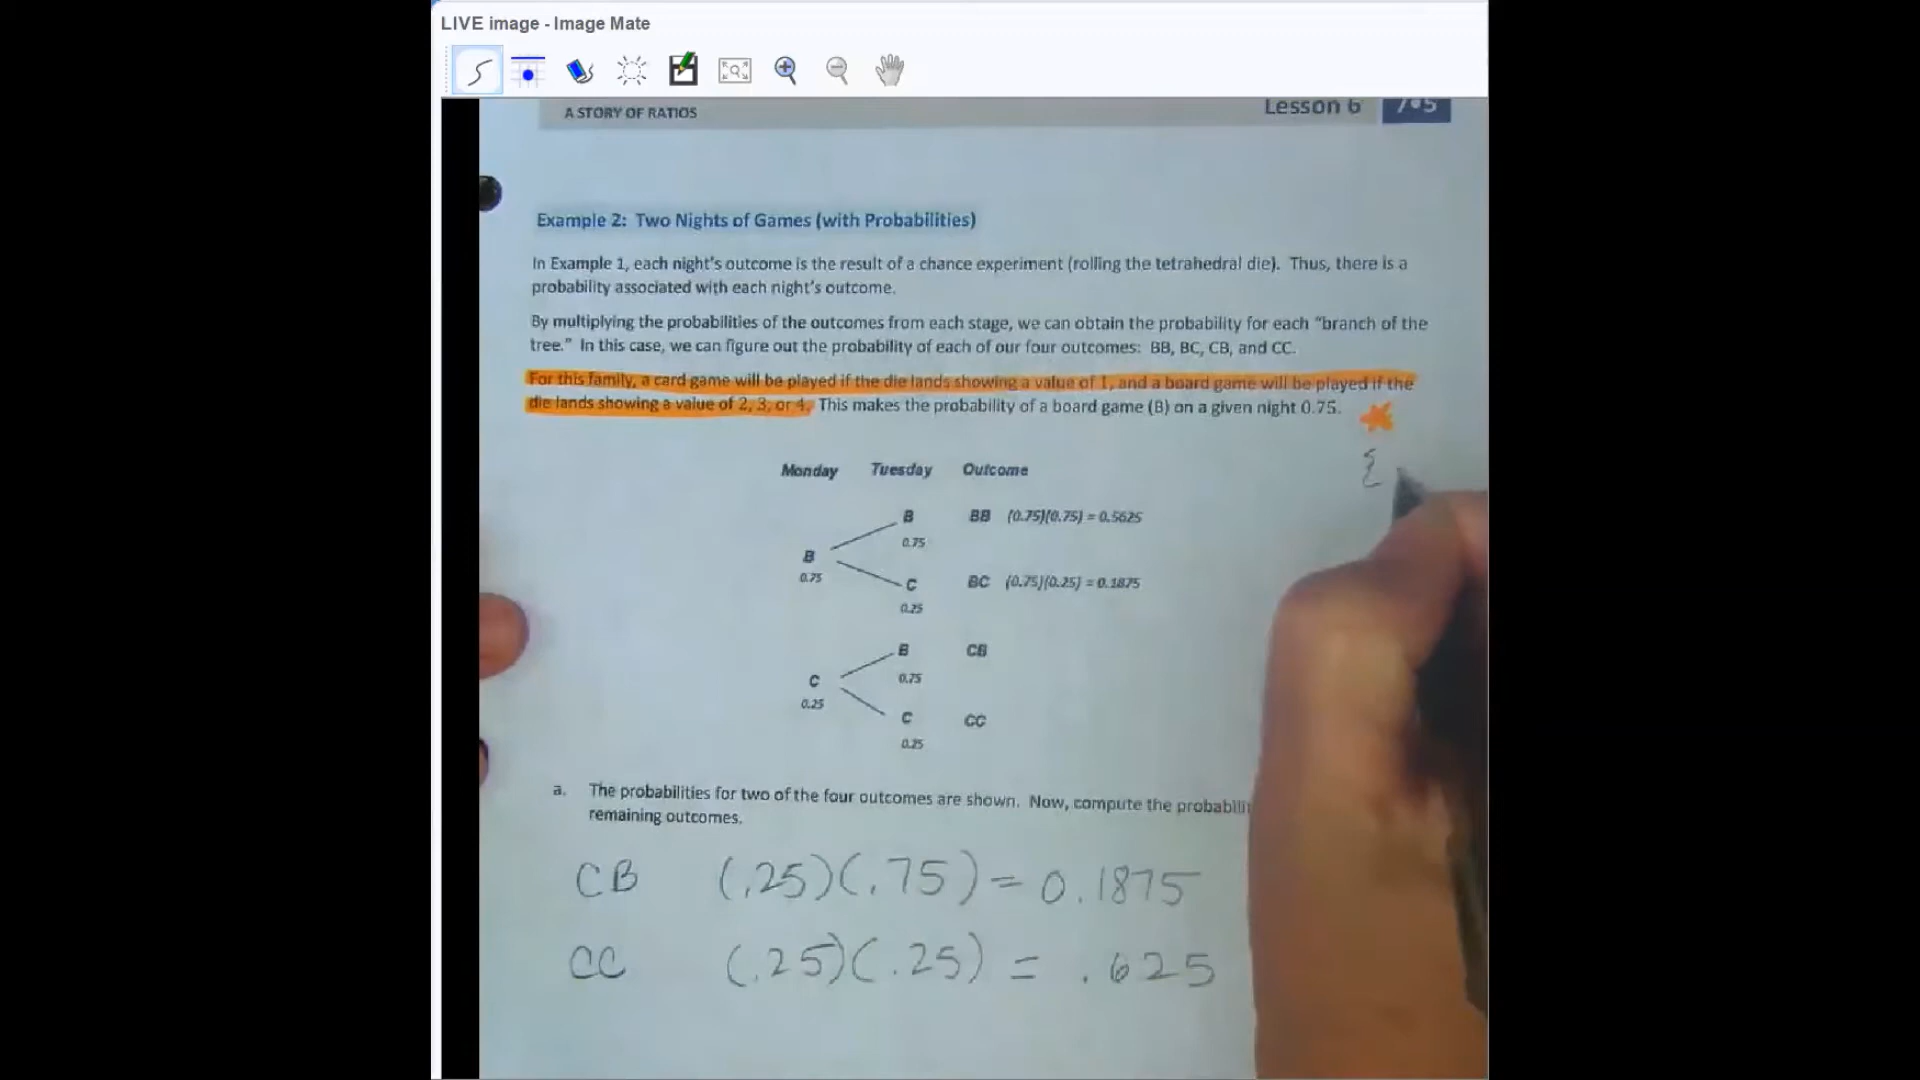 LIVE image - Image Mate
A STORY OF RATIOS Lesson 6 7•5
Example 2: Two Nights of Games (with Probabilities)
In Example 1, each night's outcome is the result of a chance experiment (rolling the tetrahedral die). Thus, there is a
probability associated with each night's outcome.
By multiplying the probabilities of the outcomes from each stage, we can obtain the probability for each "branch of the
tree." In this case, we can figure out the probability of each of our four outcomes: BB, BC, CB, and CC.
For this family, a card game will be played if the die lands showing a value of 1, and a board game will be played if the
die lands showing a value of 2, 3, or 4. This makes the probability of a board game (B) on a given night 0.75.
Monday Tuesday Outcome
B BB (0.75)(0.75) = 0.5625
0.75
B
0.75
C BC (0.75)(0.25) = 0.1875
0.25
B CB
0.75
C
0.25
C CC
0.25
a. The probabilities for two of the four outcomes are shown. Now, compute the
remaining outcomes.
CB (.25)(.75) = 0.1875
CC (.25)(.25) = .625